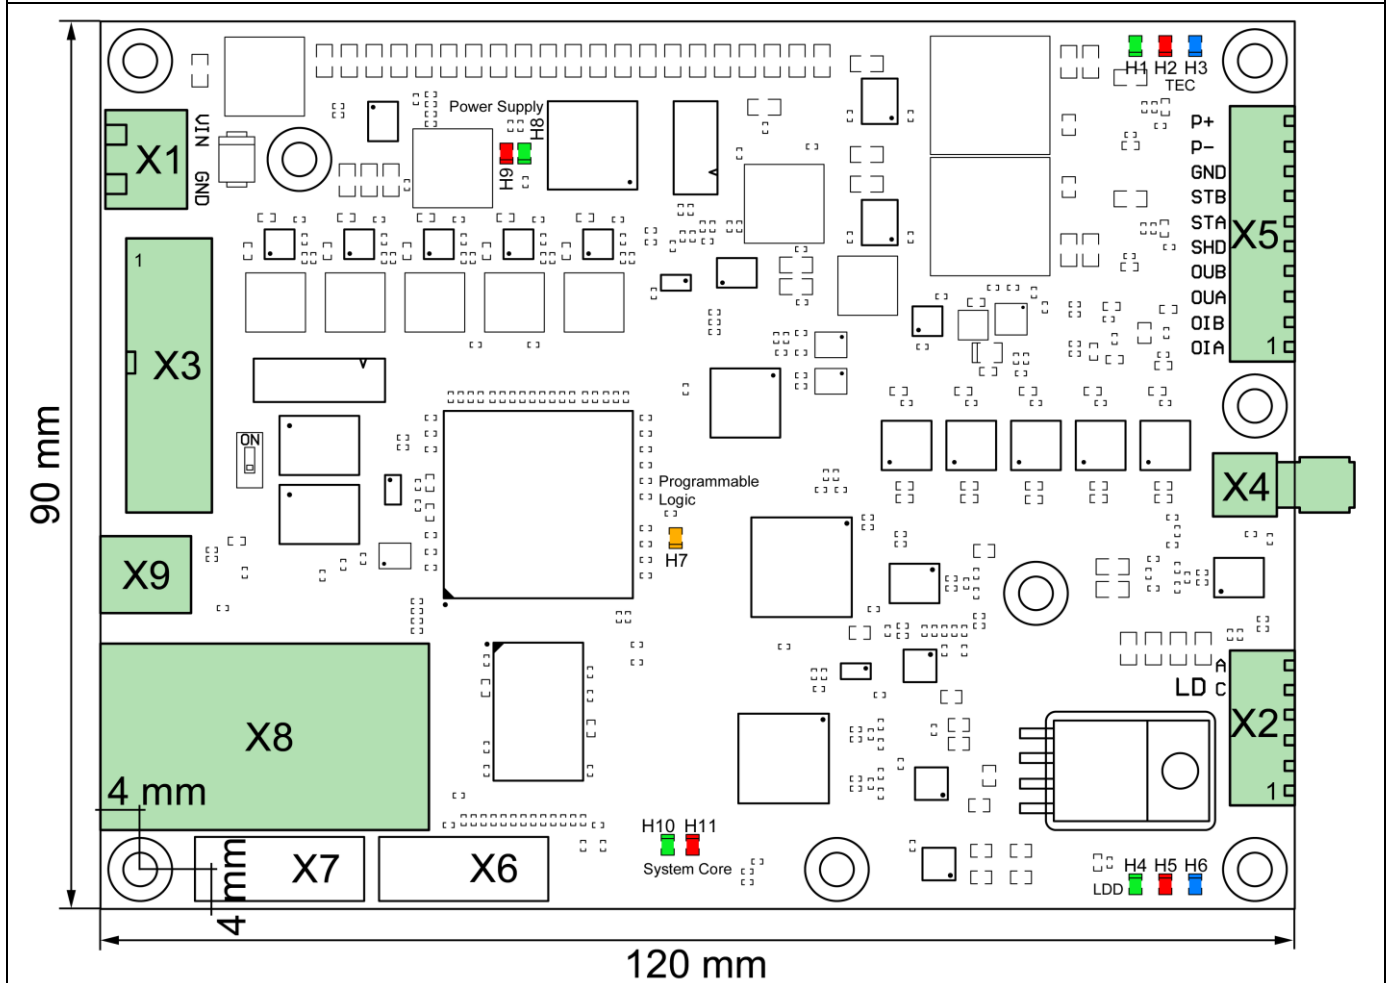 H1 H2 H3
TEC
Power Supply
H9
H8
VIN
GND
X1
P+
P-
GND
STB
STA
SHD
OUB
OUA
OIB
OIA
X5
1
1
X3
ON
X4
Programmable
Logic
H7
X9
90 mm
A
LD C
X2
1
X8
4 mm
H10 H11
System Core
X7
X6
4 mm
H4 H5 H6
LDD
120 mm